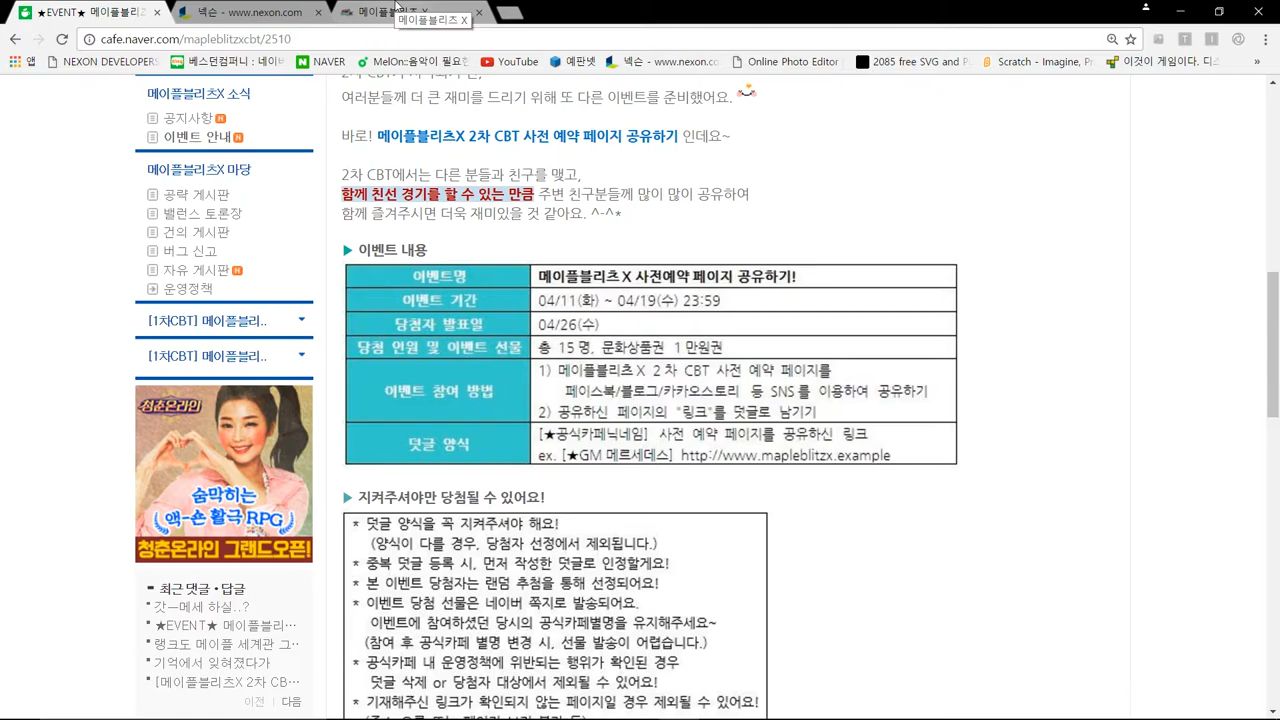 ★EVENT★ 메이플블리
넥슨 - www.nexon.com
메이플블리츠 X
메이플블리츠 X
cafe.naver.com/mapleblitzxcbt/2510
앱
NEXON DEVELOPERS
베스던컴퍼니 : 네이버
NAVER
Melon::음악이 필요한
YouTube
예판넷
넥슨 - www.nexon.co
Online Photo Editor
2085 free SVG and P
Scratch - Imagine, Pr
이것이 게임이다. 디스
메이플블리츠X 소식
공지사항
이벤트 안내
메이플블리츠X 마당
공략 게시판
밸런스 토론장
건의 게시판
버그 신고
자유 게시판
운영정책
[1차CBT] 메이플블리..
[1차CBT] 메이플블리..
청춘온라인
숨막히는
액-숀 활극 RPG
청춘온라인 그랜드오픈!
최근 댓글 • 답글
갓ㅡ메세 하실..?
★EVENT★ 메이플블리···
랭크도 메이플 세계관 그···
기억에서 잊혀졌다가
[메이플블리츠X 2차 CB···
이전 | 다음
여러분들께 더 큰 재미를 드리기 위해 또 다른 이벤트를 준비했어요.
바로! 메이플블리츠X 2차 CBT 사전 예약 페이지 공유하기 인데요~
2차 CBT에서는 다른 분들과 친구를 맺고,
함께 친선 경기를 할 수 있는 만큼 주변 친구분들께 많이 많이 공유하여
함께 즐겨주시면 더욱 재미있을 것 같아요. ^-^*
▶ 이벤트 내용
이벤트명 메이플블리츠 X 사전예약 페이지 공유하기!
이벤트 기간 04/11(화) ~ 04/19(수) 23:59
당첨자 발표일 04/26(수)
당첨 인원 및 이벤트 선물 총 15 명, 문화상품권 1 만원권
이벤트 참여 방법 1) 메이플블리츠 X 2 차 CBT 사전 예약 페이지를
페이스북/블로그/카카오스토리 등 SNS 를 이용하여 공유하기
2) 공유하신 페이지의 "링크"를 덧글로 남기기
덧글 양식 [★공식카페닉네임] 사전 예약 페이지를 공유하신 링크
ex. [★GM 메르세데스] http://www.mapleblitzx.example
▶ 지켜주셔야만 당첨될 수 있어요!
* 덧글 양식을 꼭 지켜주셔야 해요!
(양식이 다를 경우, 당첨자 선정에서 제외됩니다.)
* 중복 덧글 등록 시, 먼저 작성한 덧글로 인정할게요!
* 본 이벤트 당첨자는 랜덤 추첨을 통해 선정되어요!
* 이벤트 당첨 선물은 네이버 쪽지로 발송되어요.
이벤트에 참여하셨던 당시의 공식카페별명을 유지해주세요~
(참여 후 공식카페 별명 변경 시, 선물 발송이 어렵습니다.)
* 공식카페 내 운영정책에 위반되는 행위가 확인된 경우
덧글 삭제 or 당첨자 대상에서 제외될 수 있어요!
* 기재해주신 링크가 확인되지 않는 페이지일 경우 제외될 수 있어요!